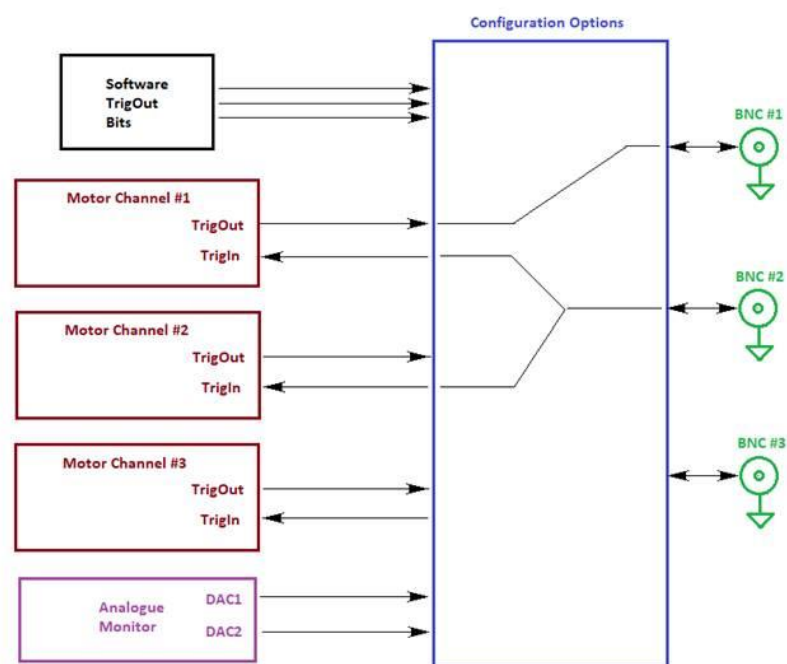 Configuration Options
Software
TrigOut
Bits
BNC #1
Motor Channel #1
TrigOut
TrigIn
BNC #2
Motor Channel #2
TrigOut
TrigIn
BNC #3
Motor Channel #3
TrigOut
TrigIn
Analogue
Monitor
DAC1
DAC2